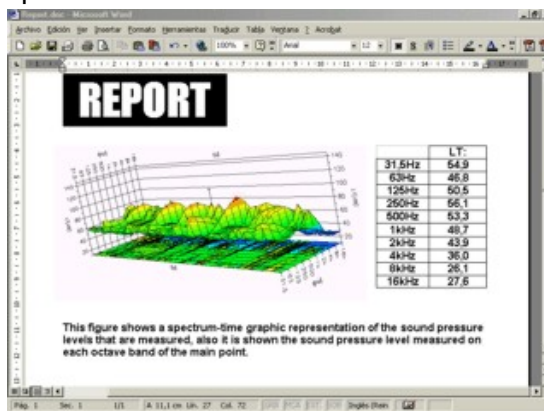 Report.doc - Microsoft Word
Archivo Edición Ver Insertar Formato Herramientas Traducir Tabla Ventana ? Acrobat
100% Arial 12 N S
REPORT
LT:
31,5Hz 54,9
63Hz 46,8
125Hz 50,5
250Hz 56,1
500Hz 53,3
1kHz 48,7
2kHz 43,9
4kHz 36,0
8kHz 26,1
16kHz 27,6
This figure shows a spectrum-time graphic representation of the sound pressure
levels that are measured, also it is shown the sound pressure level measured on
each octave band of the main point.
Pág. 1 Sec. 1 1/1 A 11,1 cm Lín. 27 Col. 72 Inglés (Rein